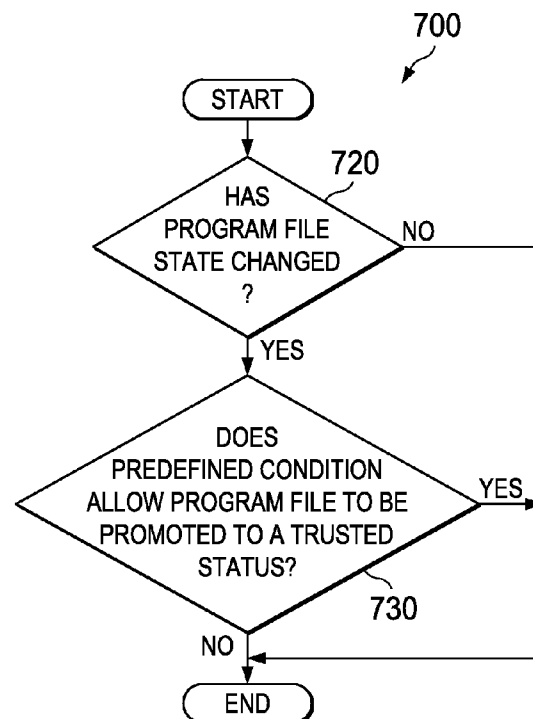 700
START
720
HAS
PROGRAM FILE
STATE CHANGED
?
NO
YES
DOES
PREDEFINED CONDITION
ALLOW PROGRAM FILE TO BE
PROMOTED TO A TRUSTED
STATUS?
YES
730
NO
END